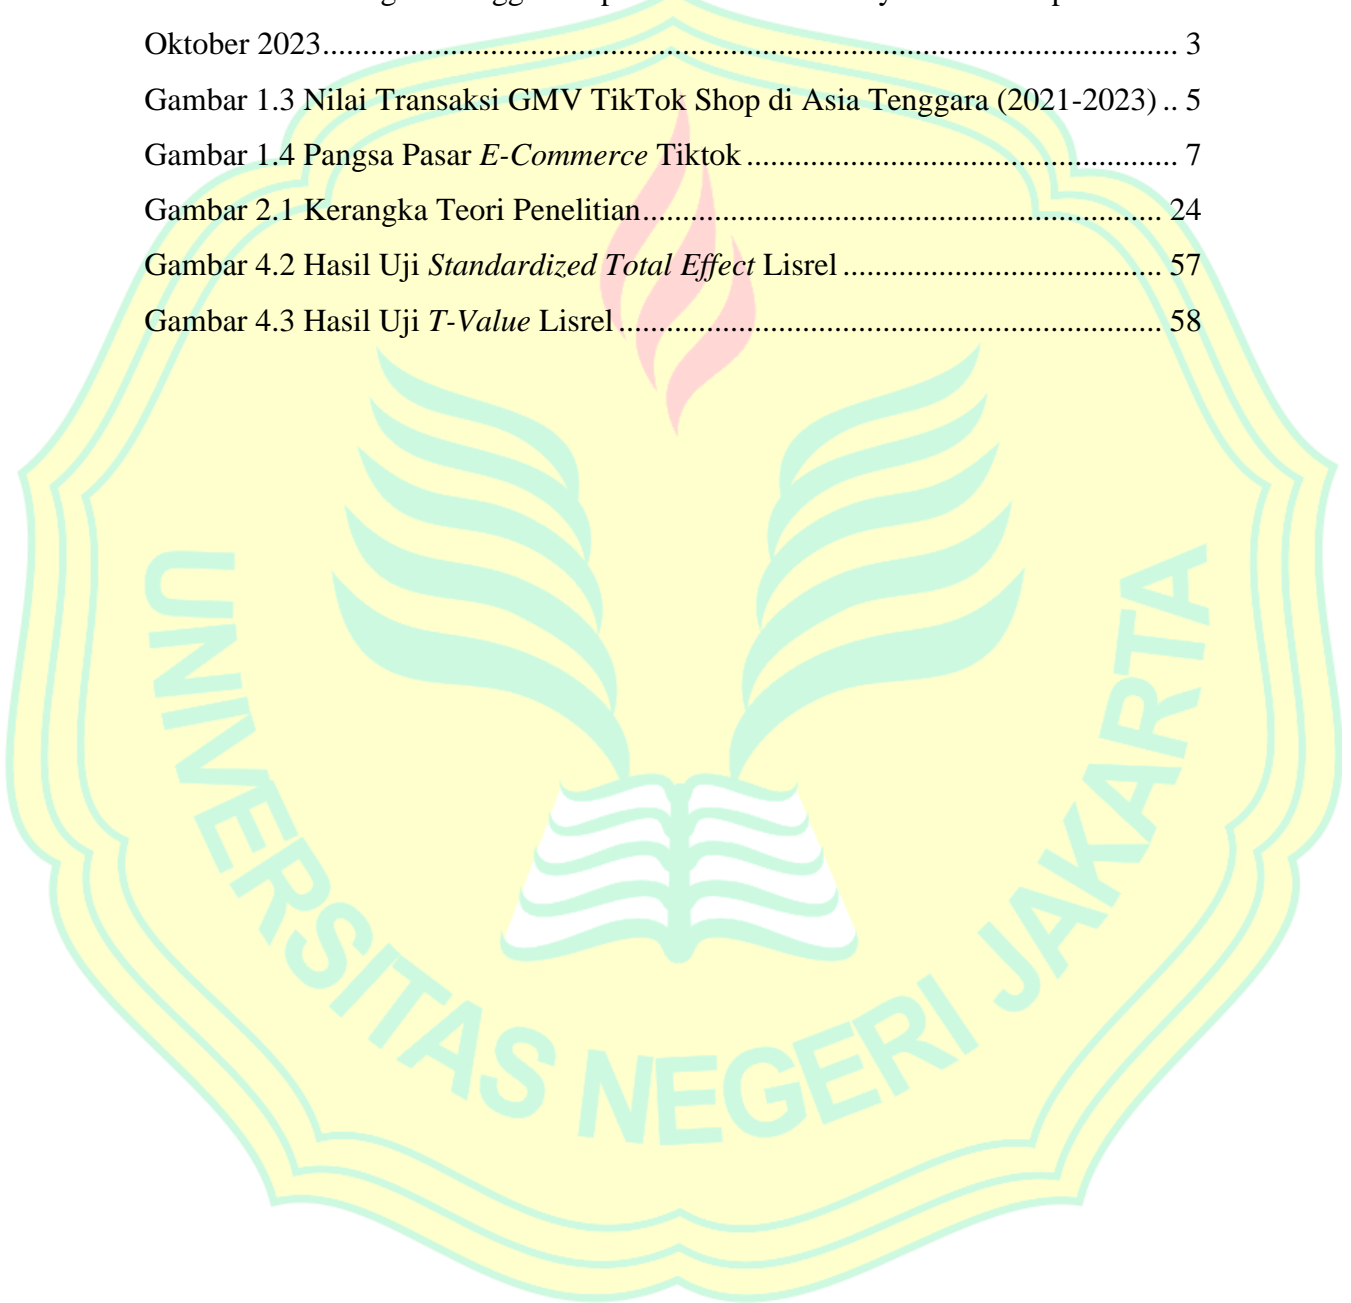 Oktober 2023........................................................................................................... 3
Gambar 1.3 Nilai Transaksi GMV TikTok Shop di Asia Tenggara (2021-2023) .. 5
Gambar 1.4 Pangsa Pasar E-Commerce Tiktok ...................................................... 7
Gambar 2.1 Kerangka Teori Penelitian................................................................. 24
Gambar 4.2 Hasil Uji Standardized Total Effect Lisrel ........................................ 57
Gambar 4.3 Hasil Uji T-Value Lisrel .................................................................... 58
UNIVERSITAS NEGERI JAKARTA